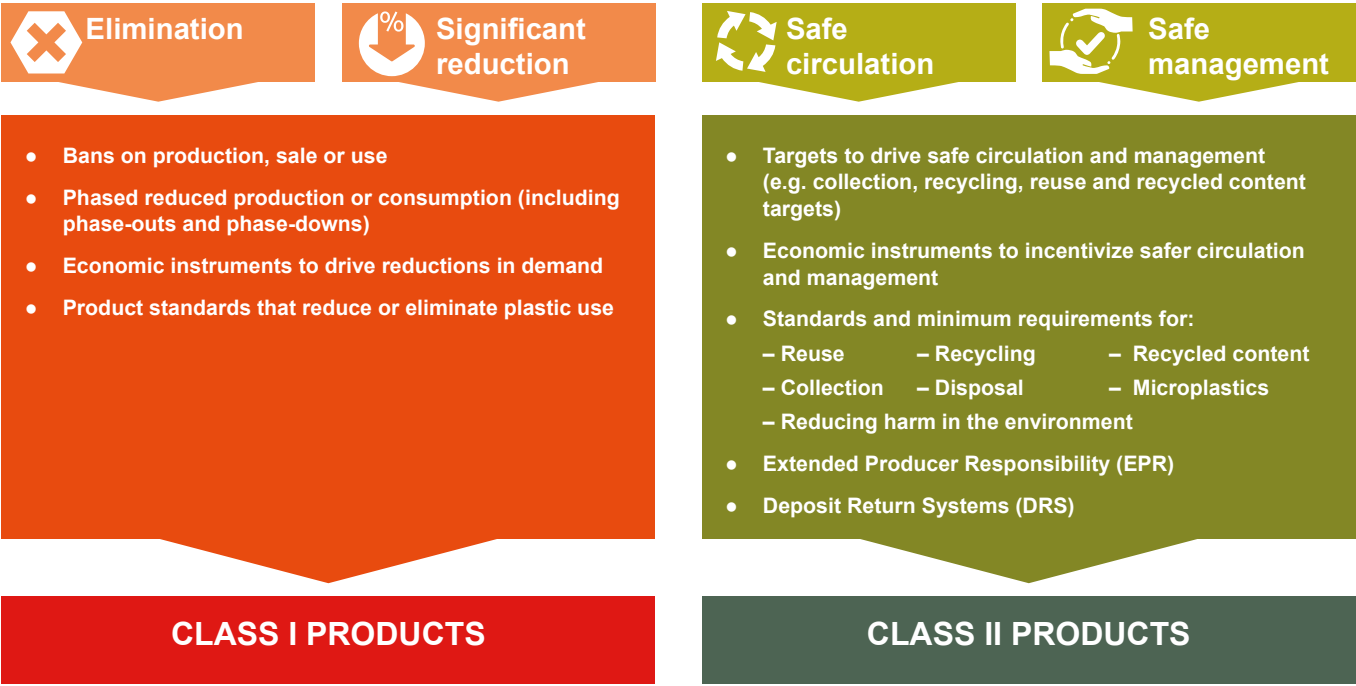 Elimination
%
Significant
reduction
● Bans on production, sale or use
● Phased reduced production or consumption (including
phase-outs and phase-downs)
● Economic instruments to drive reductions in demand
● Product standards that reduce or eliminate plastic use
CLASS I PRODUCTS
Safe
circulation
Safe
management
● Targets to drive safe circulation and management
(e.g. collection, recycling, reuse and recycled content
targets)
● Economic instruments to incentivize safer circulation
and management
● Standards and minimum requirements for:
– Reuse – Recycling – Recycled content
– Collection – Disposal – Microplastics
– Reducing harm in the environment
● Extended Producer Responsibility (EPR)
● Deposit Return Systems (DRS)
CLASS II PRODUCTS